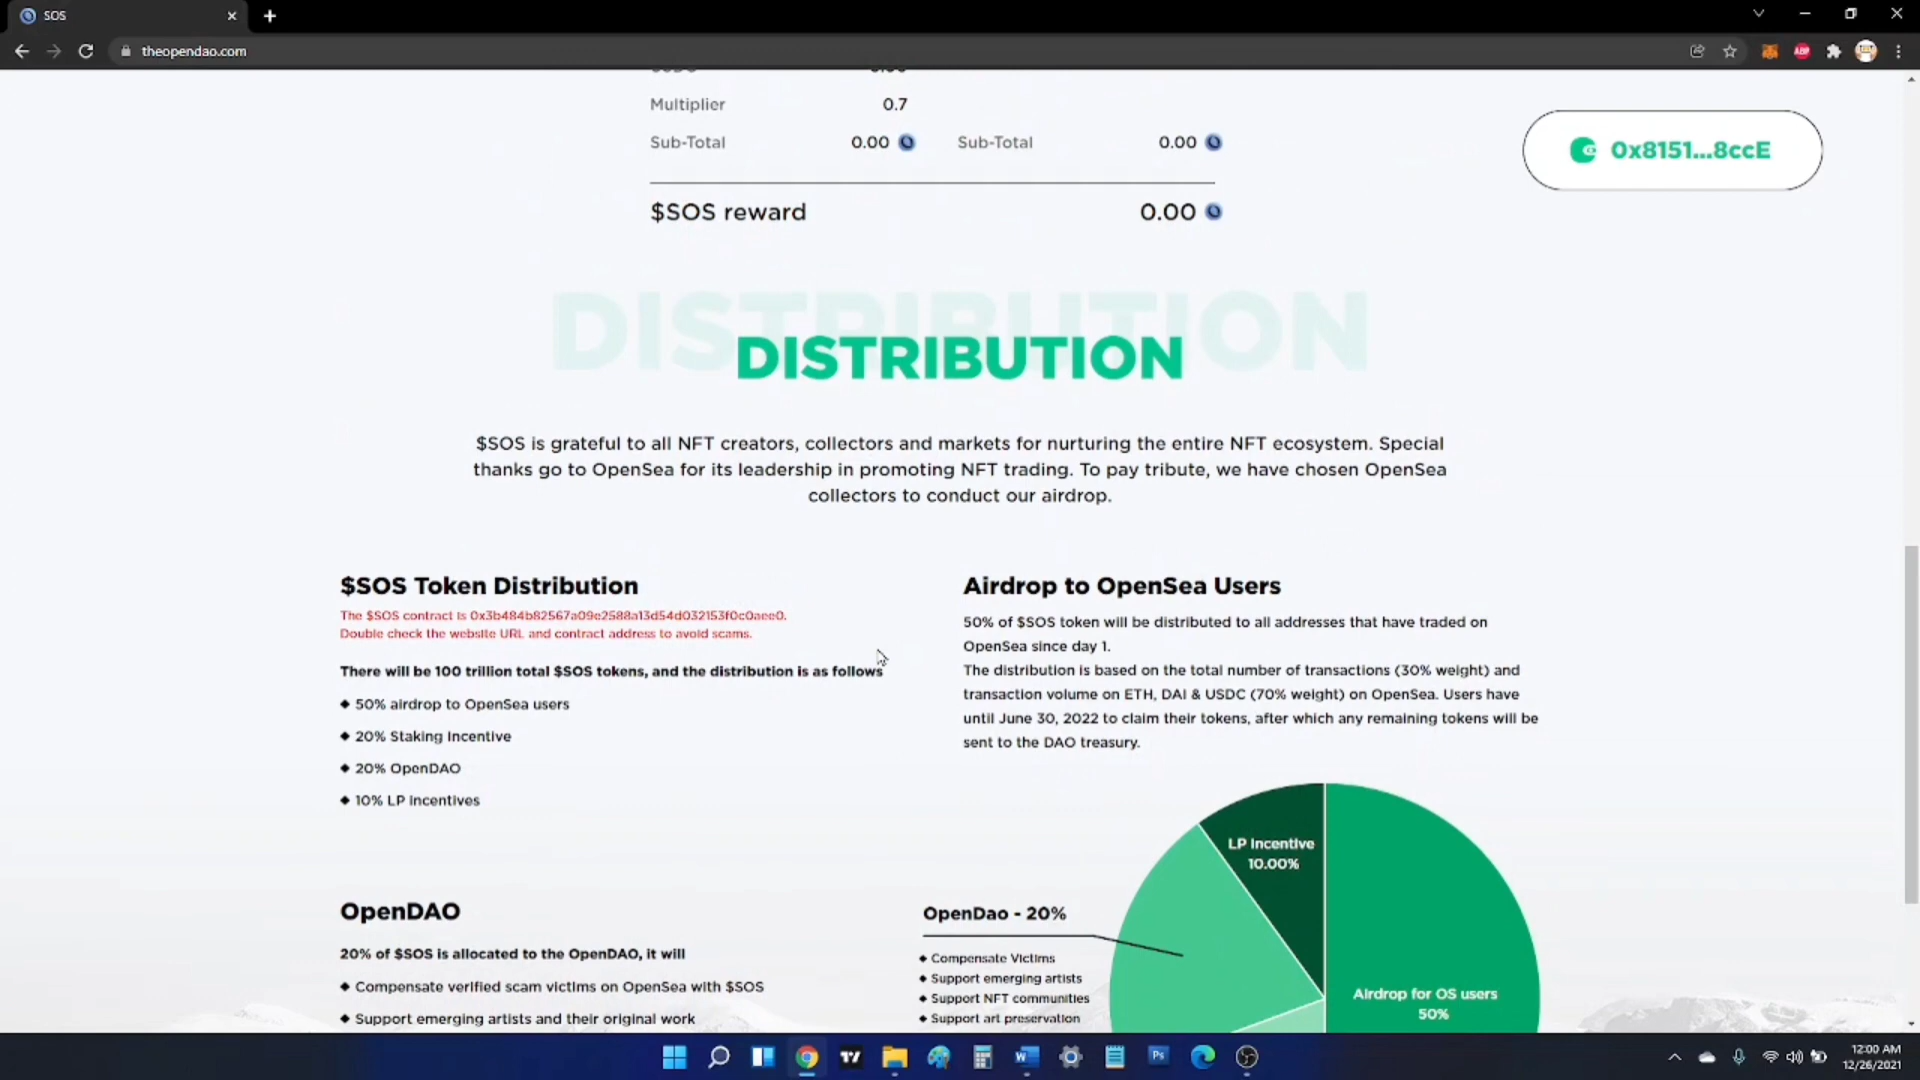 SOS
theopendao.com
Multiplier 0.7
Sub-Total 0.00 Sub-Total 0.00
0x8151...8ccE
$SOS reward 0.00
DISTRIBUTION
DISTRIBUTION
$SOS is grateful to all NFT creators, collectors and markets for nurturing the entire NFT ecosystem. Special
thanks go to OpenSea for its leadership in promoting NFT trading. To pay tribute, we have chosen OpenSea
collectors to conduct our airdrop.
$SOS Token Distribution
The $SOS contract is 0x3b484b82567a09e2588a13d54d032153f0c0aee0.
Double check the website URL and contract address to avoid scams.
There will be 100 trillion total $SOS tokens, and the distribution is as follows
◆ 50% airdrop to OpenSea users
◆ 20% Staking Incentive
◆ 20% OpenDAO
◆ 10% LP Incentives
Airdrop to OpenSea Users
50% of $SOS token will be distributed to all addresses that have traded on
OpenSea since day 1.
The distribution is based on the total number of transactions (30% weight) and
transaction volume on ETH, DAI & USDC (70% weight) on OpenSea. Users have
until June 30, 2022 to claim their tokens, after which any remaining tokens will be
sent to the DAO treasury.
OpenDAO
20% of $SOS is allocated to the OpenDAO, it will
◆ Compensate verified scam victims on OpenSea with $SOS
◆ Support emerging artists and their original work
OpenDao - 20%
◆ Compensate Victims
◆ Support emerging artists
◆ Support NFT communities
◆ Support art preservation
LP Incentive
10.00%
Airdrop for OS users
50%
ABP
Ps
12:00 AM
12/26/2021